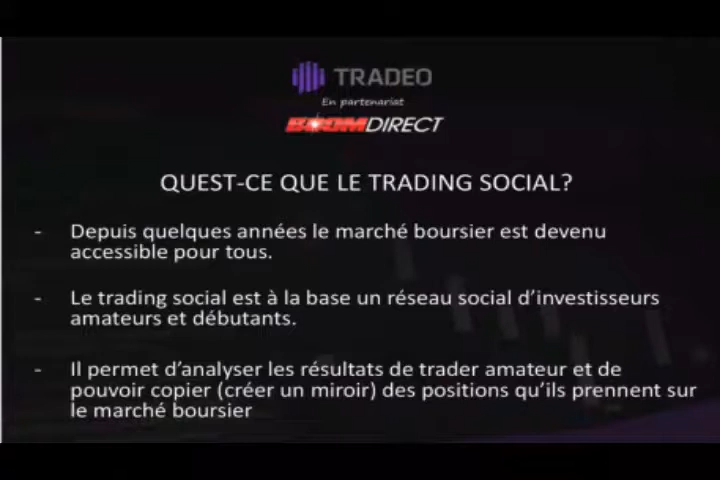 TRADEO
En partenariat
BOOMDIRECT
QUEST-CE QUE LE TRADING SOCIAL?
- Depuis quelques années le marché boursier est devenu
accessible pour tous.
- Le trading social est à la base un réseau social d’investisseurs
amateurs et débutants.
- Il permet d’analyser les résultats de trader amateur et de
pouvoir copier (créer un miroir) des positions qu’ils prennent sur
le marché boursier